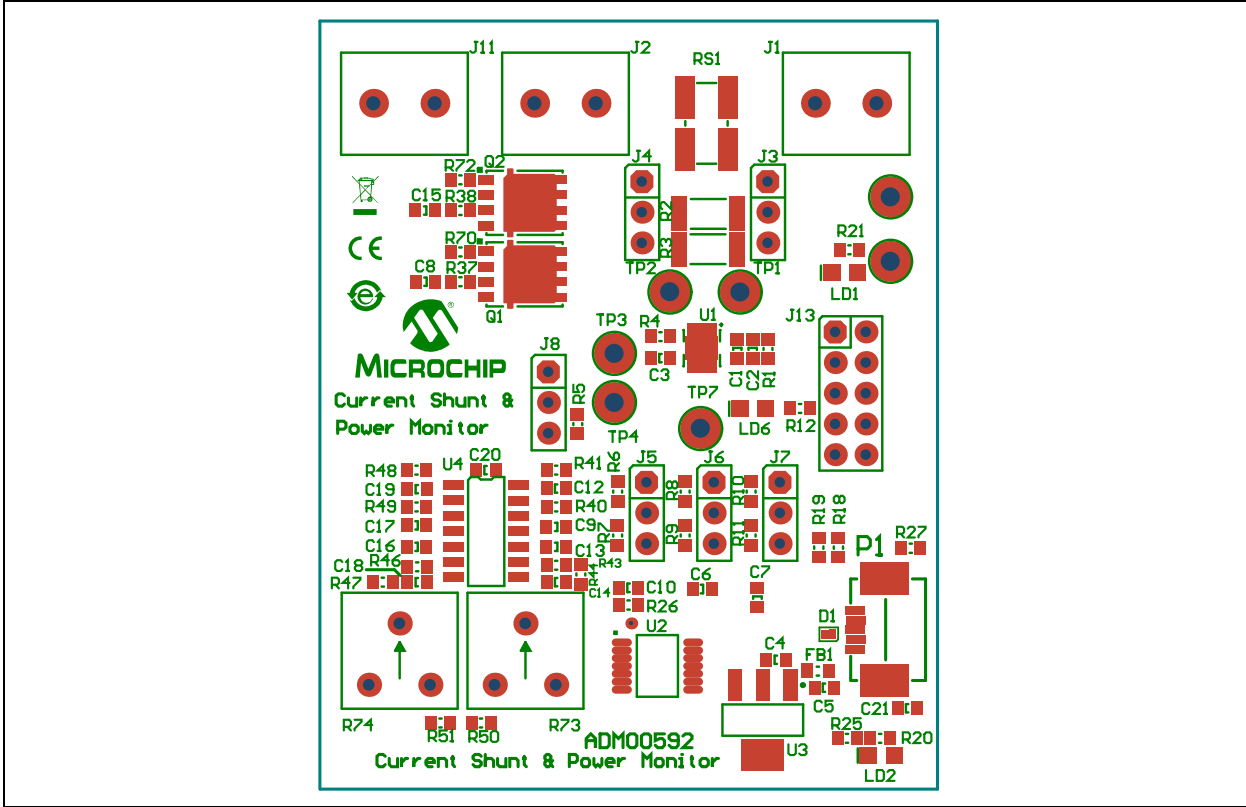 J11
J2
J1
RS1
Q2
J4
J3
R72
C15
R38
R2
R21
R70
R3
C8
R37
TP2
TP1
LD1
Q1
TP3
R4
U1
J13
J8
C3
C1
C2
R1
MICROCHIP
®
R5
TP7
Current Shunt &
Power Monitor
TP4
LD6
R12
C20
R6
J5
J6
J7
R48
U4
R41
C19
C12
R8
R10
R49
R40
R19
R18
C17
C9
R7
R9
R11
R27
P1
C16
C13
C18
R46
R43
R44
R47
C14
C10
C6
C7
R26
U2
D1
C4
FB1
C5
C21
R74
R51
R50
R73
R25
R20
ADM00592
U3
Current Shunt & Power Monitor
LD2